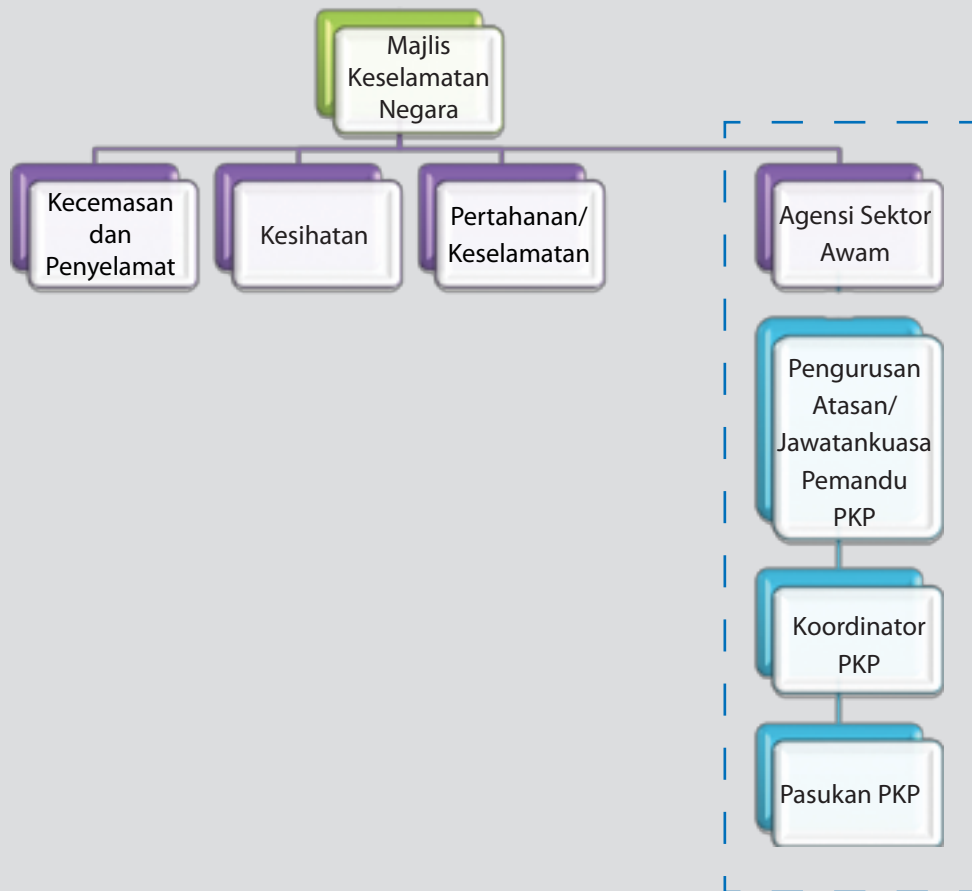 Majlis
Keselamatan
Negara
Kecemasan
dan
Penyelamat
Kesihatan
Pertahanan/
Keselamatan
Agensi Sektor
Awam
Pengurusan
Atasan/
Jawatankuasa
Pemandu
PKP
Koordinator
PKP
Pasukan PKP